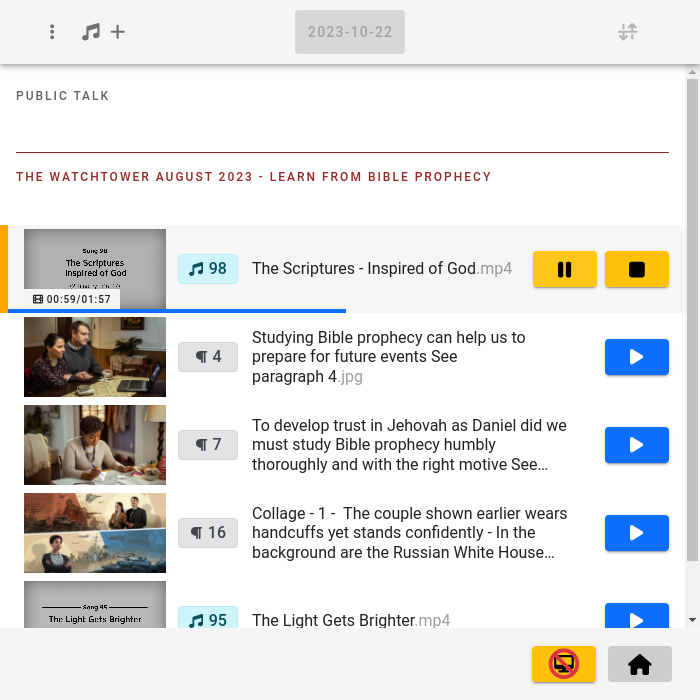 2023-10-22
PUBLIC TALK
THE WATCHTOWER AUGUST 2023 - LEARN FROM BIBLE PROPHECY
Song 98
The Scriptures
Inspired of God
00:59/01:57
98
The Scriptures - Inspired of God.mp4
¶ 4
Studying Bible prophecy can help us to
prepare for future events See
paragraph 4.jpg
¶ 7
To develop trust in Jehovah as Daniel did we
must study Bible prophecy humbly
thoroughly and with the right motive See…
¶ 16
Collage - 1 - The couple shown earlier wears
handcuffs yet stands confidently - In the
background are the Russian White House…
Song 95
The Light Gets Brighter
95
The Light Gets Brighter.mp4